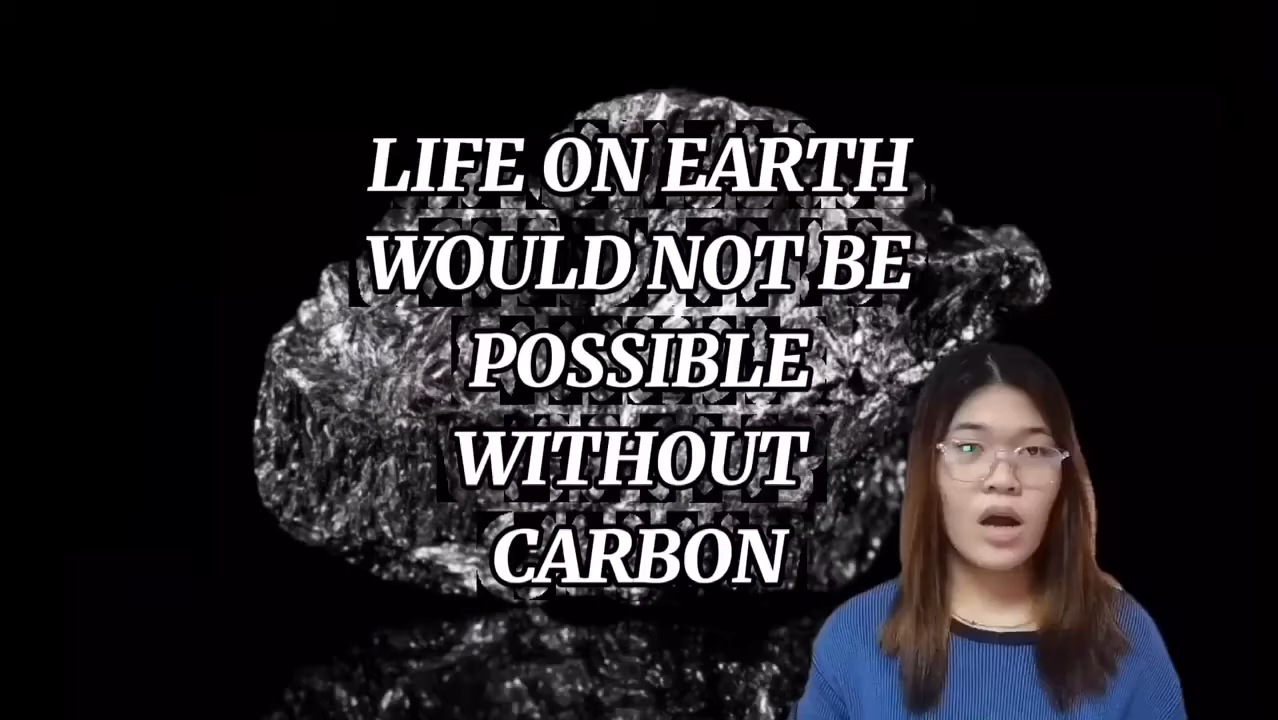 LIFE ON EARTH
WOULD NOT BE
POSSIBLE
WITHOUT
CARBON